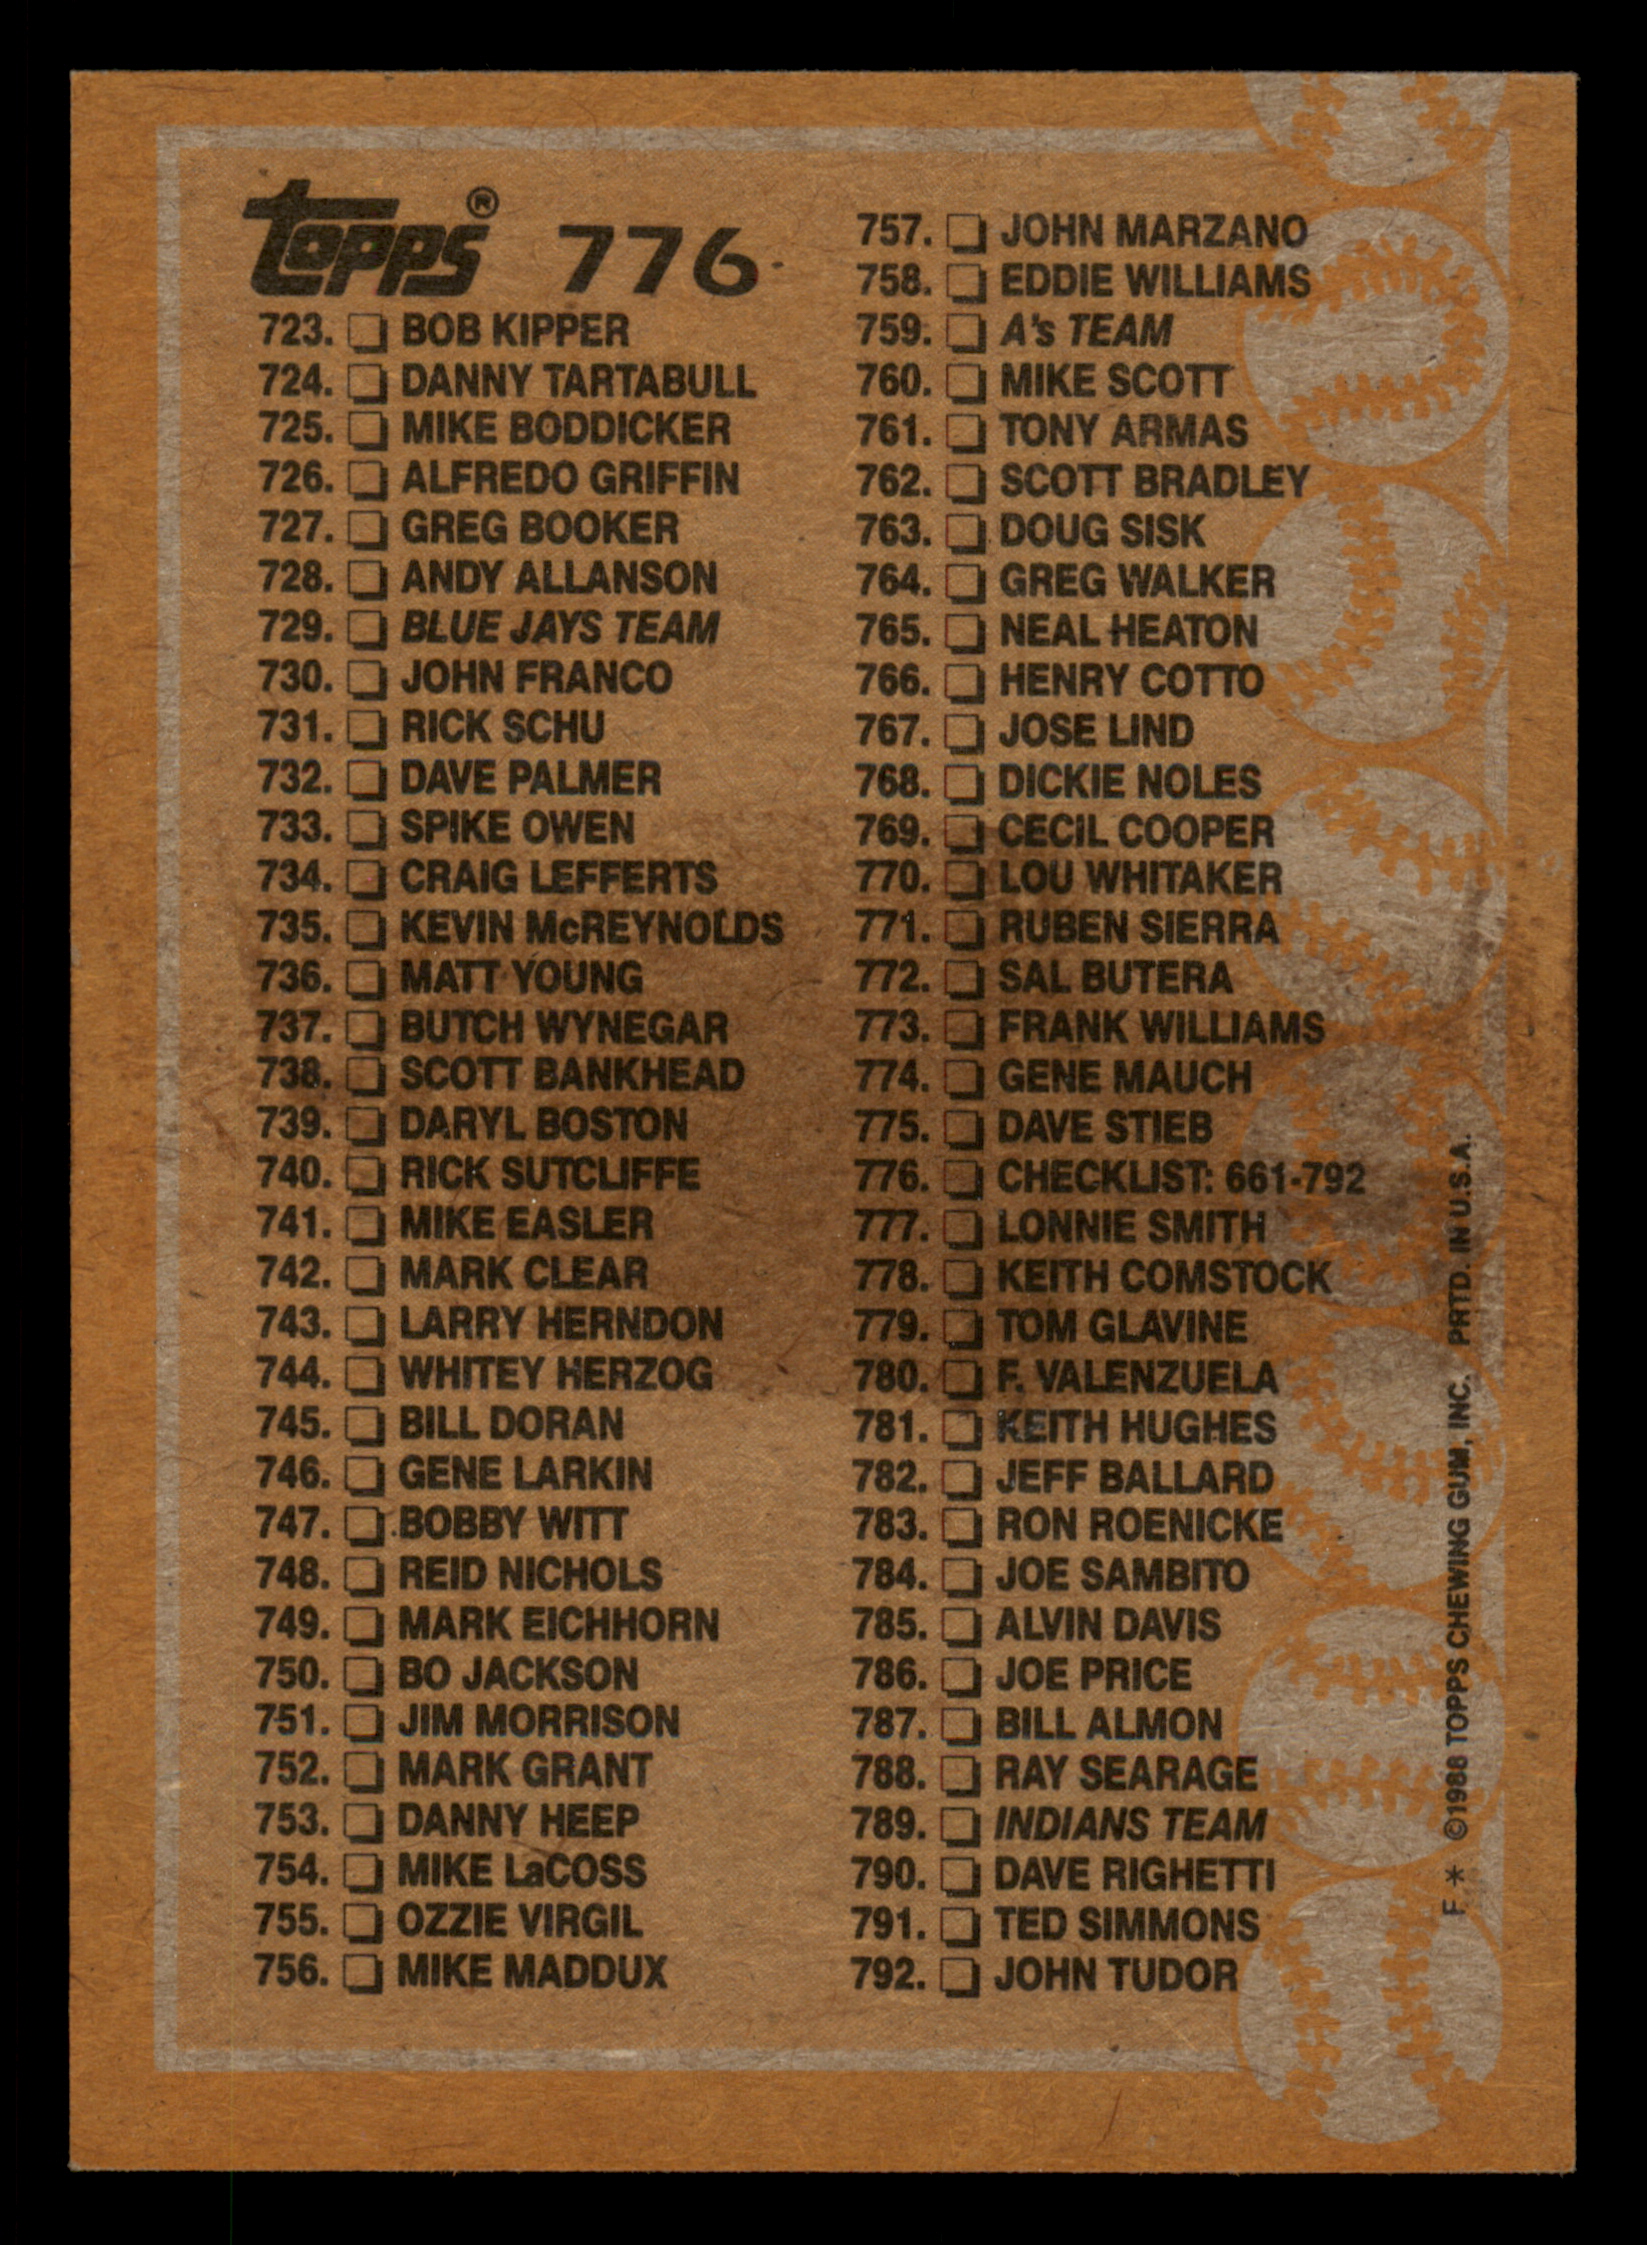 topps® 776
723. BOB KIPPER
724. DANNY TARTABULL
725. MIKE BODDICKER
726. ALFREDO GRIFFIN
727. GREG BOOKER
728. ANDY ALLANSON
729. BLUE JAYS TEAM
730. JOHN FRANCO
731. RICK SCHU
732. DAVE PALMER
733. SPIKE OWEN
734. CRAIG LEFFERTS
735. KEVIN McREYNOLDS
736. MATT YOUNG
737. BUTCH WYNEGAR
738. SCOTT BANKHEAD
739. DARYL BOSTON
740. RICK SUTCLIFFE
741. MIKE EASLER
742. MARK CLEAR
743. LARRY HERNDON
744. WHITEY HERZOG
745. BILL DORAN
746. GENE LARKIN
747. BOBBY WITT
748. REID NICHOLS
749. MARK EICHHORN
750. BO JACKSON
751. JIM MORRISON
752. MARK GRANT
753. DANNY HEEP
754. MIKE LaCOSS
755. OZZIE VIRGIL
756. MIKE MADDUX
757. JOHN MARZANO
758. EDDIE WILLIAMS
759. A's TEAM
760. MIKE SCOTT
761. TONY ARMAS
762. SCOTT BRADLEY
763. DOUG SISK
764. GREG WALKER
765. NEAL HEATON
766. HENRY COTTO
767. JOSE LIND
768. DICKIE NOLES
769. CECIL COOPER
770. LOU WHITAKER
771. RUBEN SIERRA
772. SAL BUTERA
773. FRANK WILLIAMS
774. GENE MAUCH
775. DAVE STIEB
776. CHECKLIST: 661-792
777. LONNIE SMITH
778. KEITH COMSTOCK
779. TOM GLAVINE
780. F. VALENZUELA
781. KEITH HUGHES
782. JEFF BALLARD
783. RON ROENICKE
784. JOE SAMBITO
785. ALVIN DAVIS
786. JOE PRICE
787. BILL ALMON
788. RAY SEARAGE
789. INDIANS TEAM
790. DAVE RIGHETTI
791. TED SIMMONS
792. JOHN TUDOR
F * ©1988 TOPPS CHEWING GUM, INC. PRTD. IN U.S.A.